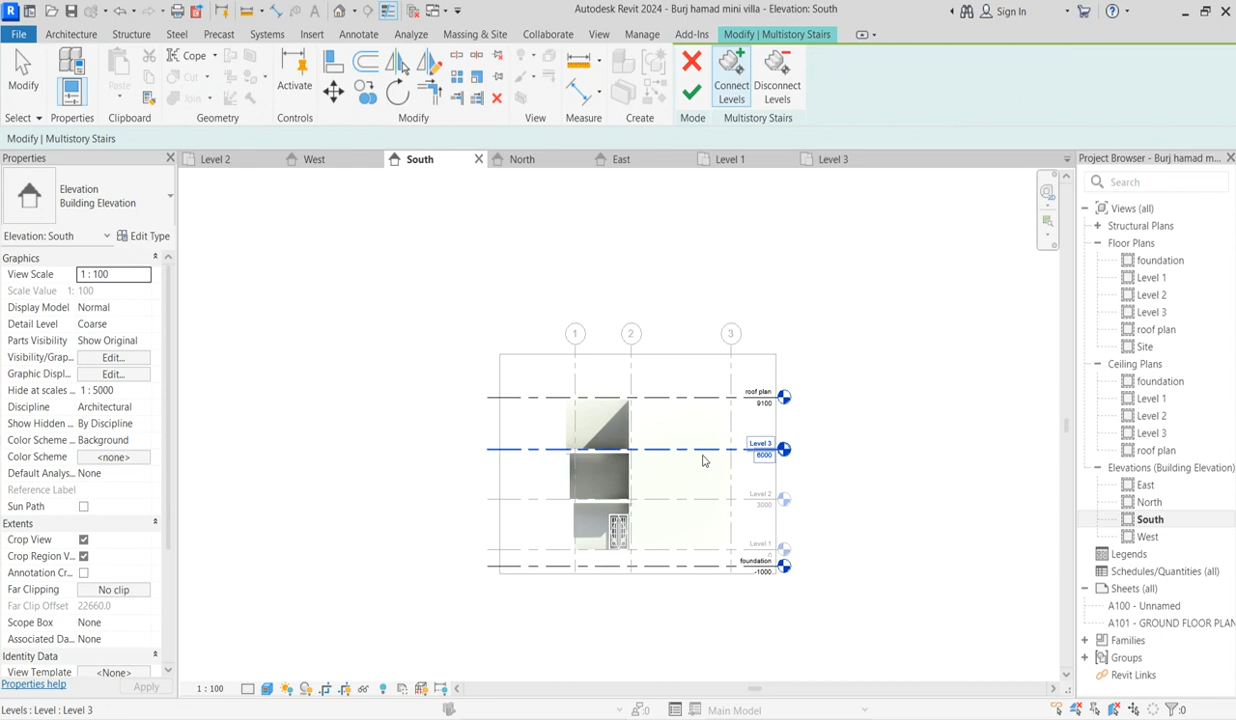 Autodesk Revit 2024 - Burj hamad mini villa - Elevation: South
Sign In
File Architecture Structure Steel Precast Systems Insert Annotate Analyze Massing & Site Collaborate View Manage Add-Ins Modify | Multistory Stairs
Modify
Paste
Cope
Cut
Join
Activate
Connect Levels
Disconnect Levels
Select Properties Clipboard Geometry Controls Modify View Measure Create Mode Multistory Stairs
Modify | Multistory Stairs
Properties
Level 2 West South North East Level 1 Level 3
Project Browser - Burj hamad m...
Elevation
Building Elevation
Search
Elevation: South
Edit Type
Graphics
View Scale 1 : 100
Scale Value 1: 100
Display Model Normal
Detail Level Coarse
Parts Visibility Show Original
Visibility/Grap... Edit...
Graphic Displ... Edit...
Hide at scales ... 1 : 5000
Discipline Architectural
Show Hidden ... By Discipline
Color Scheme ... Background
Color Scheme <none>
Default Analys... None
Reference Label
Sun Path
Extents
Crop View
Crop Region V...
Annotation Cr...
Far Clipping No clip
Far Clip Offset 22660.0
Scope Box None
Associated Da... None
Identity Data
View Template <None>
Properties help
Apply
1 2 3
roof plan
9100
Level 3
6000
Level 2
3000
Level 1
0
foundation
-1000
Views (all)
Structural Plans
Floor Plans
foundation
Level 1
Level 2
Level 3
roof plan
Site
Ceiling Plans
foundation
Level 1
Level 2
Level 3
roof plan
Elevations (Building Elevation)
East
North
South
West
Legends
Schedules/Quantities (all)
Sheets (all)
A100 - Unnamed
A101 - GROUND FLOOR PLAN
Families
Groups
Revit Links
1 : 100
Levels : Level : Level 3
:0
Main Model
:0